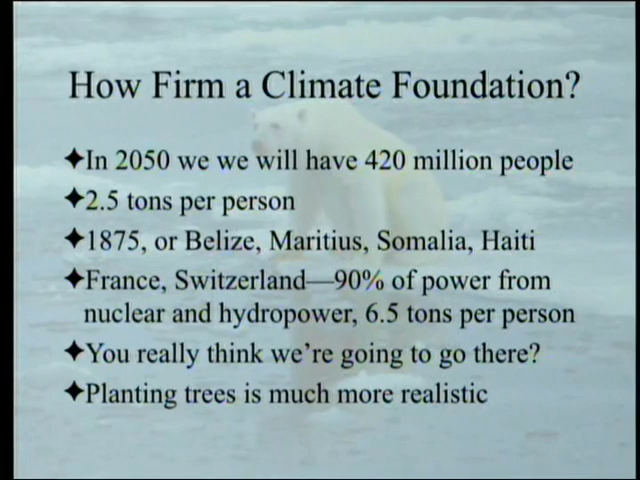 How Firm a Climate Foundation?
✦In 2050 we we will have 420 million people
✦2.5 tons per person
✦1875, or Belize, Maritius, Somalia, Haiti
✦France, Switzerland—90% of power from
nuclear and hydropower, 6.5 tons per person
✦You really think we're going to go there?
✦Planting trees is much more realistic